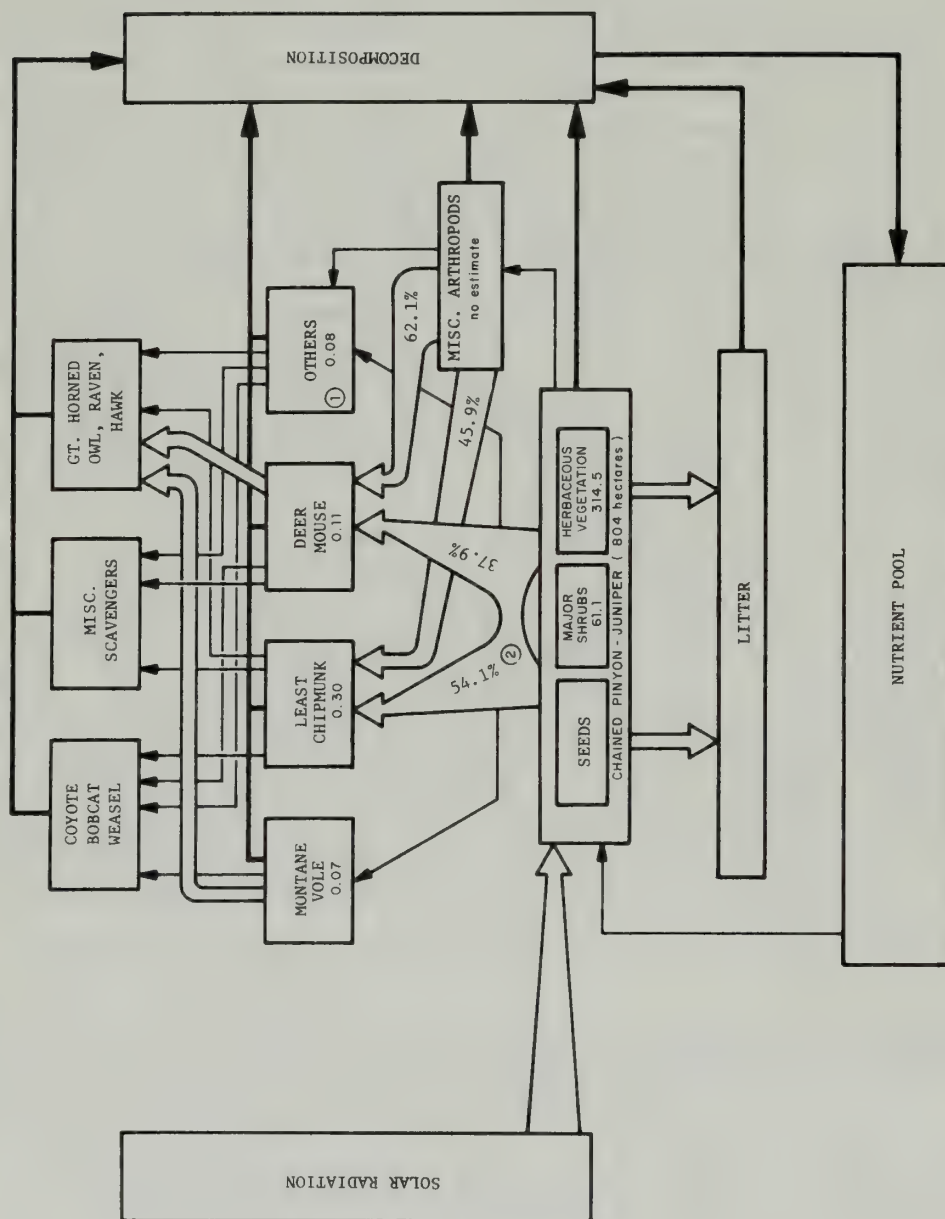 DECOMPOSITION
GT. HORNED
OWL, RAVEN,
HAWK
MISC.
SCAVENGERS
COYOTE
BOBCAT
WEASEL
OTHERS
0.08
①
DEER
MOUSE
0.11
LEAST
CHIPMUNK
0.30
MONTANE
VOLE
0.07
MISC. ARTHROPODS
no estimate
62.1%
45.9%
37.9%
54.1% ②
SEEDS
MAJOR
SHRUBS
61.1
HERBACEOUS
VEGETATION
314.5
CHAINED PINYON-JUNIPER ( 804 hectares )
LITTER
NUTRIENT POOL
SOLAR RADIATION